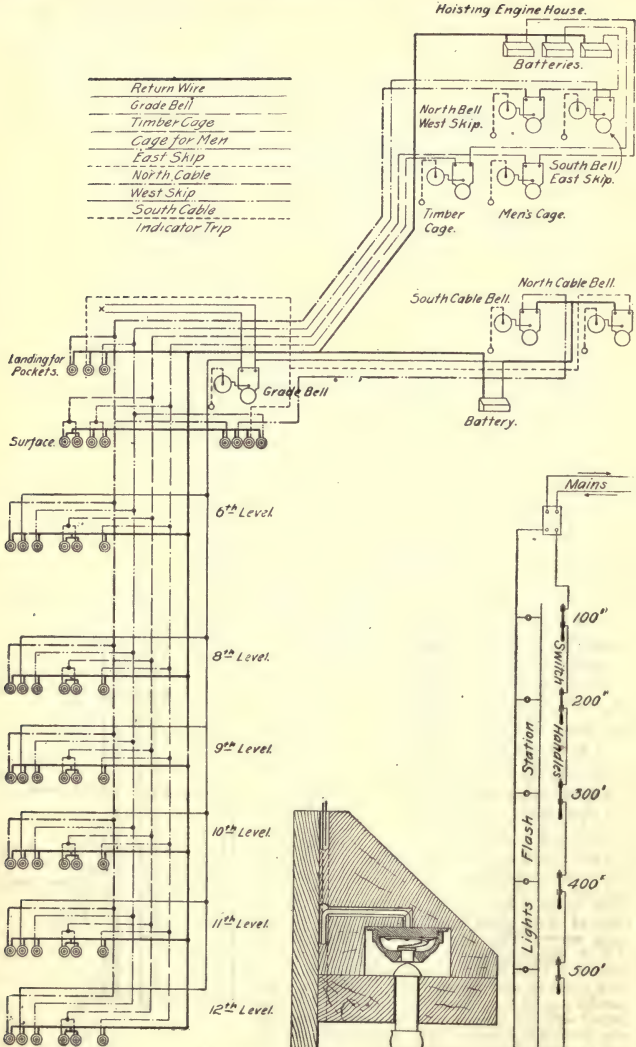 Hoisting Engine House.
Batteries.
Return Wire
Grade Bell
Timber Cage
Cage for Men
East Skip
North Cable
West Skip
South Cable
Indicator Trip
North Bell
West Skip.
South Bell
East Skip.
Timber
Cage.
Men's Cage.
South Cable Bell.
North Cable Bell.
Landing for
Pockets.
Grade Bell
Battery.
Surface.
6th Level.
8th Level.
9th Level.
10th Level.
11th Level.
12th Level.
Mains
Station Flash Lights
Switch Handles
100'
200'
300'
400'
500'